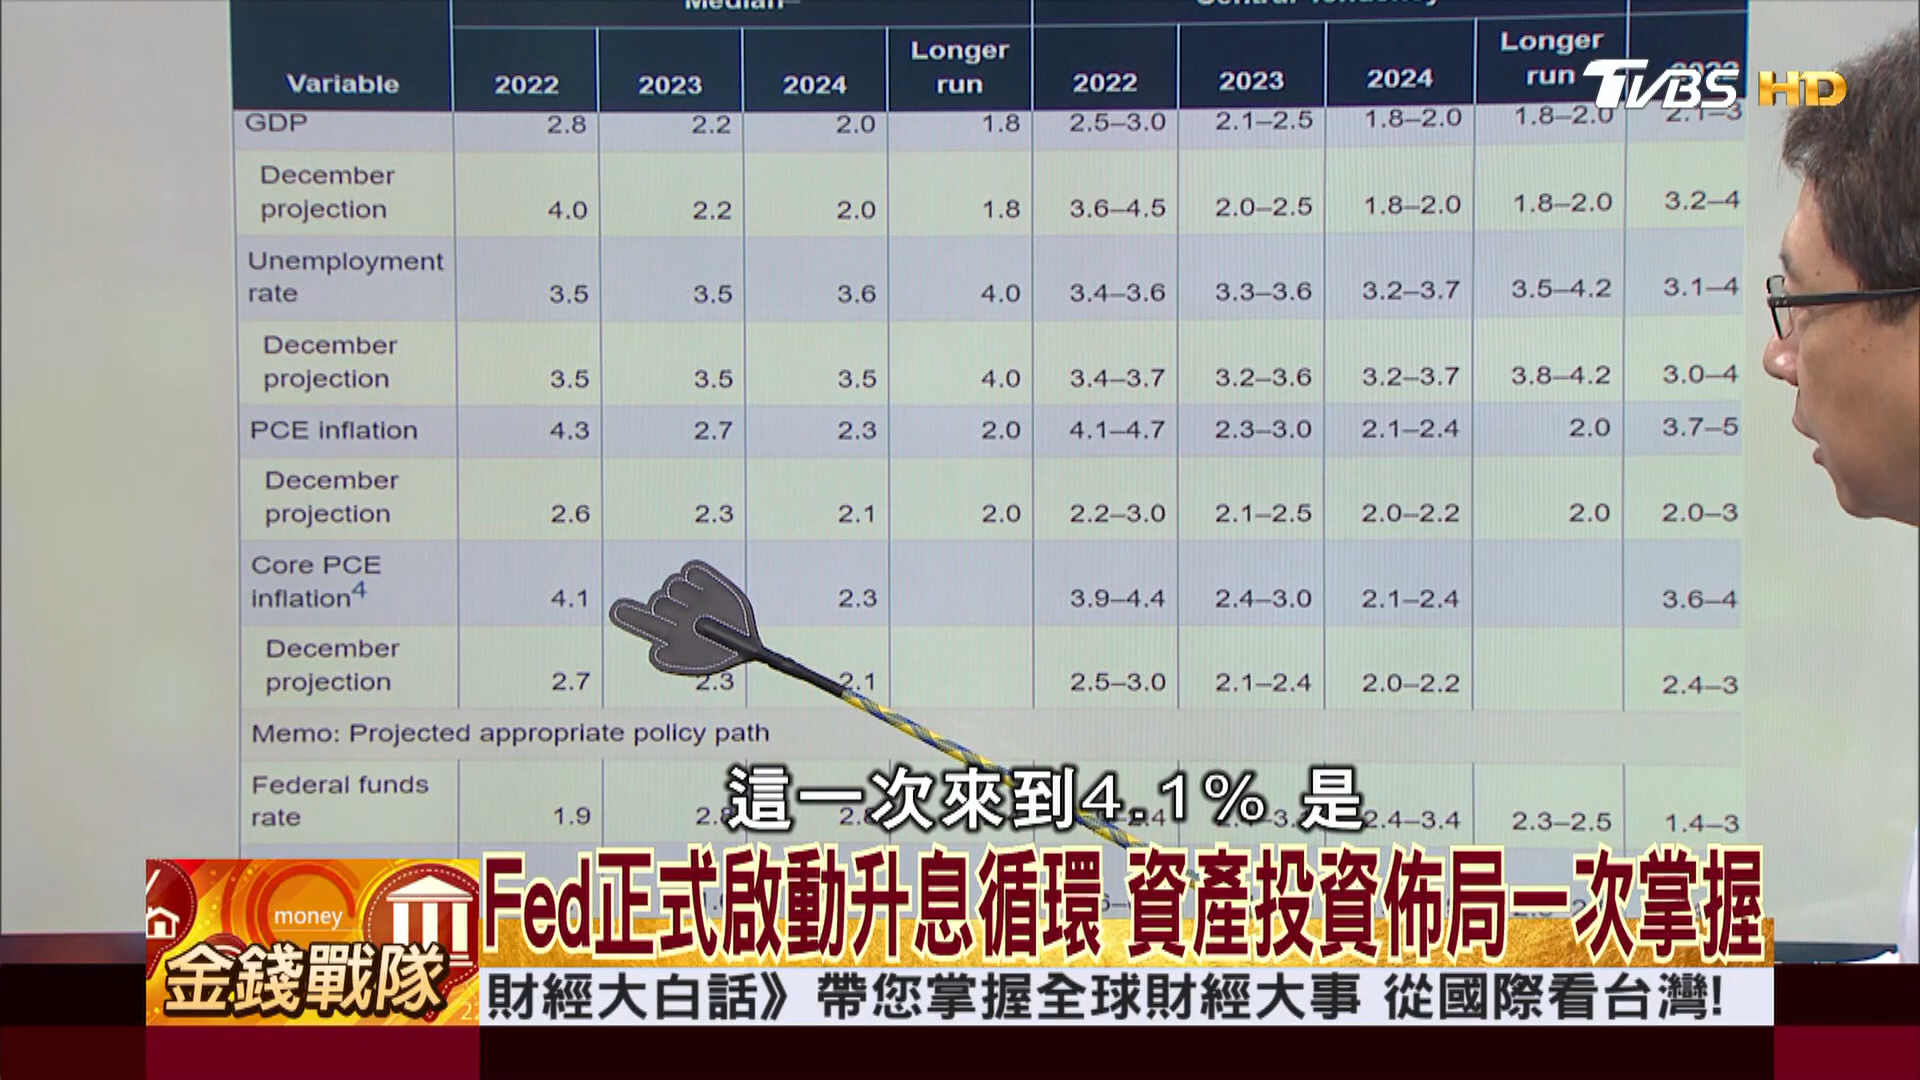 Median
Central Tendency
Variable 2022 2023 2024 Longer run 2022 2023 2024 Longer run 2022
TVBS HD
GDP 2.8 2.2 2.0 1.8 2.5–3.0 2.1–2.5 1.8–2.0 1.8–2.0 2.1–3
December projection 4.0 2.2 2.0 1.8 3.6–4.5 2.0–2.5 1.8–2.0 1.8–2.0 3.2–4
Unemployment rate 3.5 3.5 3.6 4.0 3.4–3.6 3.3–3.6 3.2–3.7 3.5–4.2 3.1–4
December projection 3.5 3.5 3.5 4.0 3.4–3.7 3.2–3.6 3.2–3.7 3.8–4.2 3.0–4
PCE inflation 4.3 2.7 2.3 2.0 4.1–4.7 2.3–3.0 2.1–2.4 2.0 3.7–5
December projection 2.6 2.3 2.1 2.0 2.2–3.0 2.1–2.5 2.0–2.2 2.0 2.0–3
Core PCE inflation4 4.1 2.3 3.9–4.4 2.4–3.0 2.1–2.4 3.6–4
December projection 2.7 2.3 2.1 2.5–3.0 2.1–2.4 2.0–2.2 2.4–3
Memo: Projected appropriate policy path
Federal funds rate 1.9 2.8 2.4–3.4 2.3–2.5 1.4–3
這一次來到4.1% 是
Fed正式啟動升息循環 資產投資佈局一次掌握
money
金錢戰隊
財經大白話》帶您掌握全球財經大事 從國際看台灣!